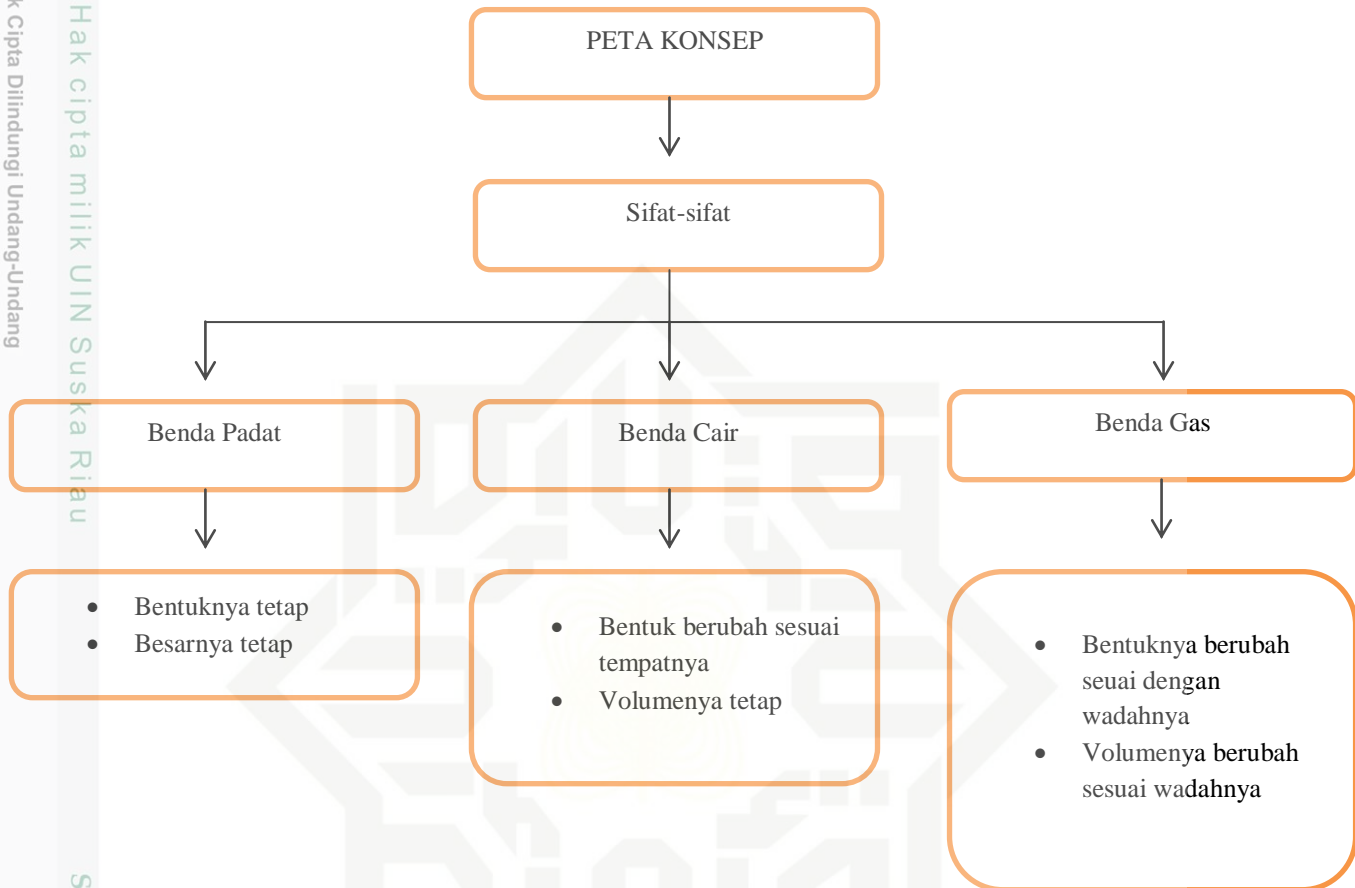 k Cipta Dilindungi Undang-Undang
Hak cipta milik UIN Suska Riau
S
PETA KONSEP
Sifat-sifat
Benda Padat
Benda Cair
Benda Gas
• Bentuknya tetap
• Besarnya tetap
• Bentuk berubah sesuai
tempatnya
• Volumenya tetap
• Bentuknya berubah
seuai dengan
wadahnya
• Volumenya berubah
sesuai wadahnya